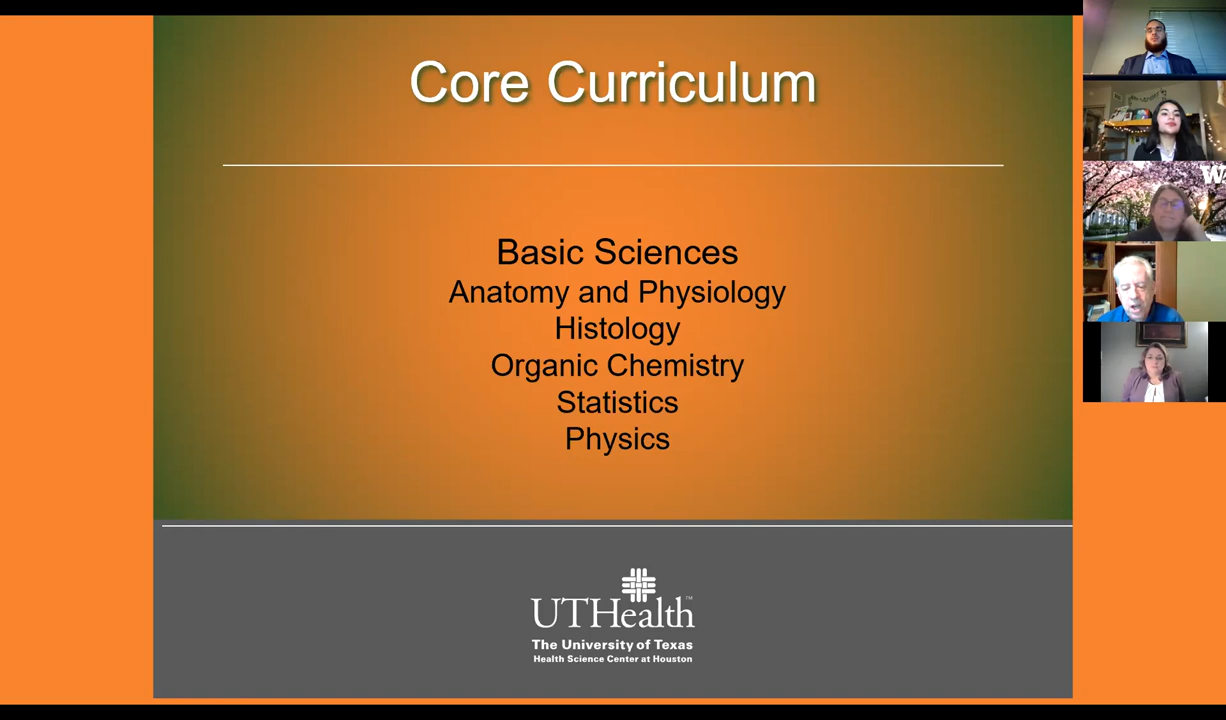 Core Curriculum
Basic Sciences
Anatomy and Physiology
Histology
Organic Chemistry
Statistics
Physics
UTHealth™
The University of Texas
Health Science Center at Houston
W